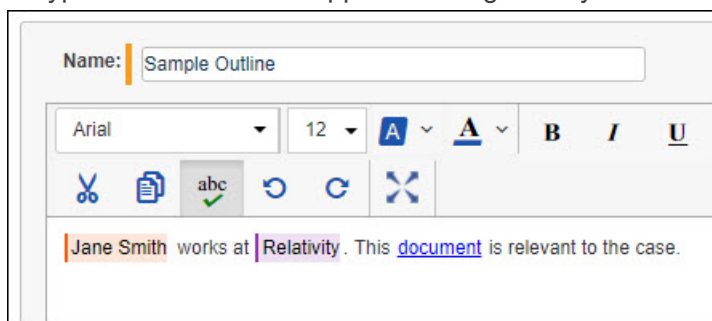 Name: Sample Outline
Arial 12 A A B I U
abc
Jane Smith works at Relativity. This document is relevant to the case.